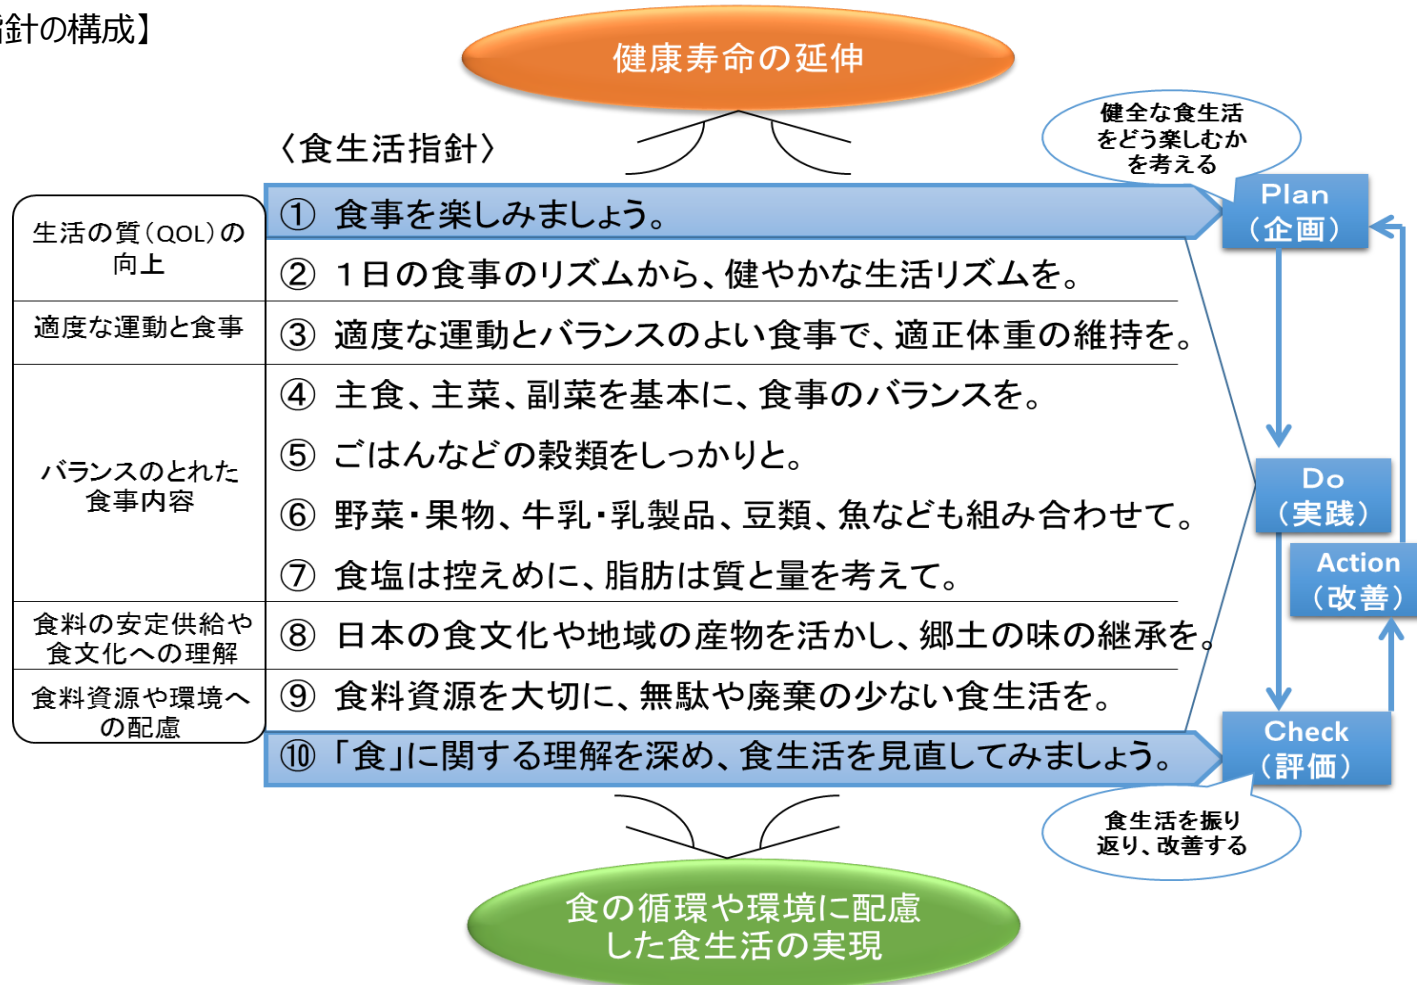 指針の構成】
健康寿命の延伸
健全な食生活
をどう楽しむか
を考える
〈食生活指針〉
生活の質（QOL）の
向上
① 食事を楽しみましょう。
② １日の食事のリズムから、健やかな生活リズムを。
適度な運動と食事
③ 適度な運動とバランスのよい食事で、適正体重の維持を。
バランスのとれた
食事内容
④ 主食、主菜、副菜を基本に、食事のバランスを。
⑤ ごはんなどの穀類をしっかりと。
⑥ 野菜・果物、牛乳・乳製品、豆類、魚なども組み合わせて。
⑦ 食塩は控えめに、脂肪は質と量を考えて。
食料の安定供給や
食文化への理解
⑧ 日本の食文化や地域の産物を活かし、郷土の味の継承を。
食料資源や環境へ
の配慮
⑨ 食料資源を大切に、無駄や廃棄の少ない食生活を。
⑩ 「食」に関する理解を深め、食生活を見直してみましょう。
Plan
（企画）
Do
（実践）
Action
（改善）
Check
（評価）
食生活を振り
返り、改善する
食の循環や環境に配慮
した食生活の実現